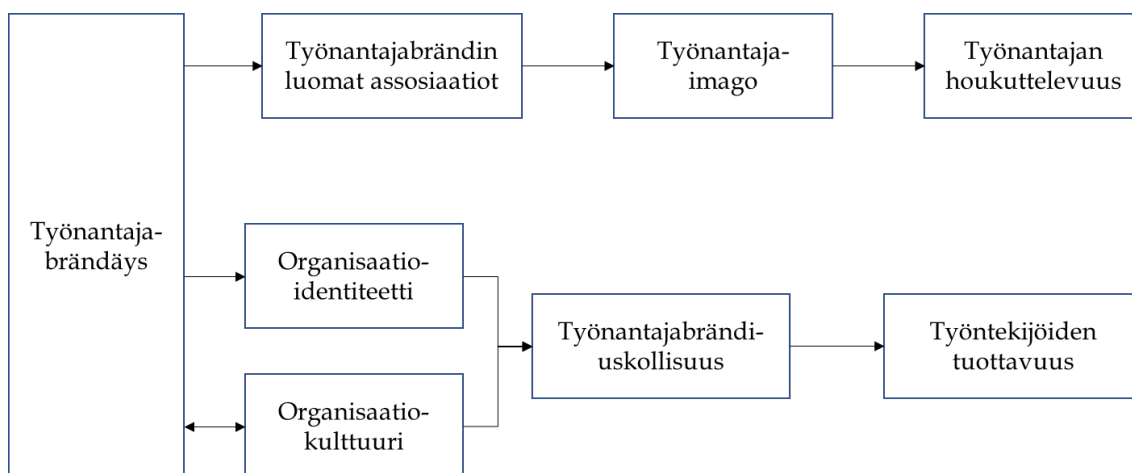 Työnantajabrändin
luomat assosiaatiot
Työnantaja-
imago
Työnantajan
houkuttelevuus
Työnantaja-
brändäys
Organisaatio-
identiteetti
Työnantajabrändi-
uskollisuus
Työntekijöiden
tuottavuus
Organisaatio-
kulttuuri